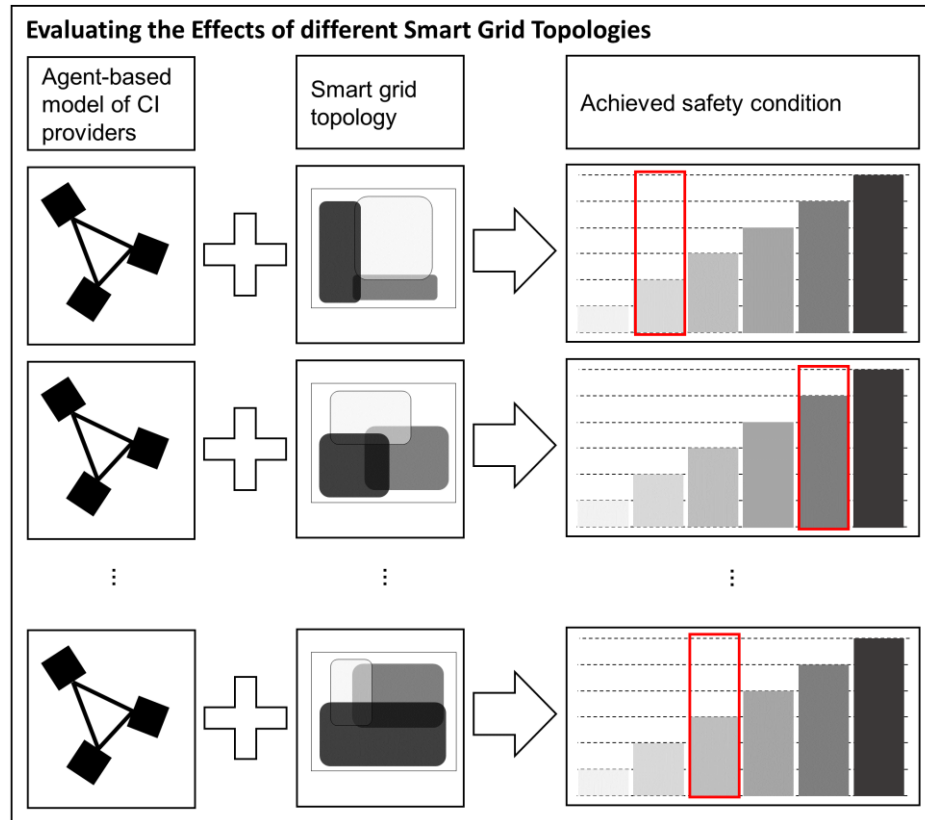 Evaluating the Effects of different Smart Grid Topologies
Agent-based
model of CI
providers
Smart grid
topology
Achieved safety condition
...
...
...